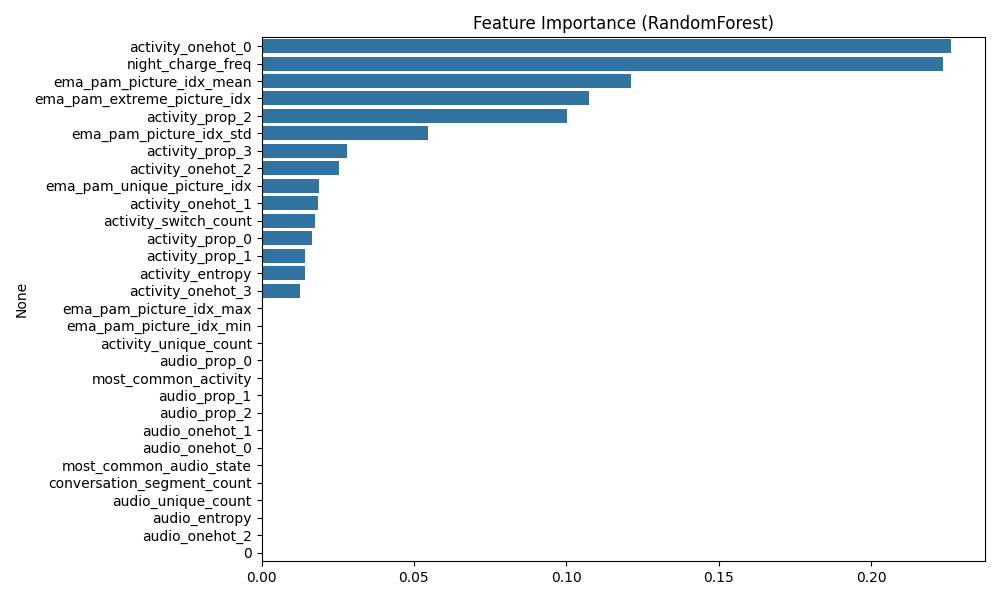 Feature Importance (RandomForest)
activity_onehot_0
night_charge_freq
ema_pam_picture_idx_mean
ema_pam_extreme_picture_idx
activity_prop_2
ema_pam_picture_idx_std
activity_prop_3
activity_onehot_2
ema_pam_unique_picture_idx
activity_onehot_1
activity_switch_count
activity_prop_0
activity_prop_1
activity_entropy
activity_onehot_3
ema_pam_picture_idx_max
ema_pam_picture_idx_min
activity_unique_count
audio_prop_0
most_common_activity
audio_prop_1
audio_prop_2
audio_onehot_1
audio_onehot_0
most_common_audio_state
conversation_segment_count
audio_unique_count
audio_entropy
audio_onehot_2
0
None
0.00 0.05 0.10 0.15 0.20